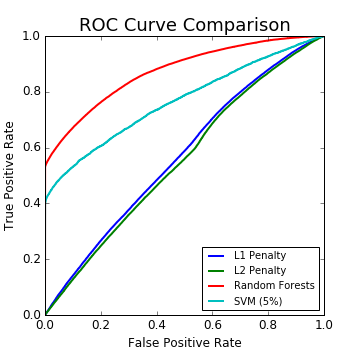 ROC Curve Comparison
1.0
0.8
0.6
0.4
0.2
0.0
True Positive Rate
L1 Penalty
L2 Penalty
Random Forests
SVM (5%)
0.0 0.2 0.4 0.6 0.8 1.0
False Positive Rate